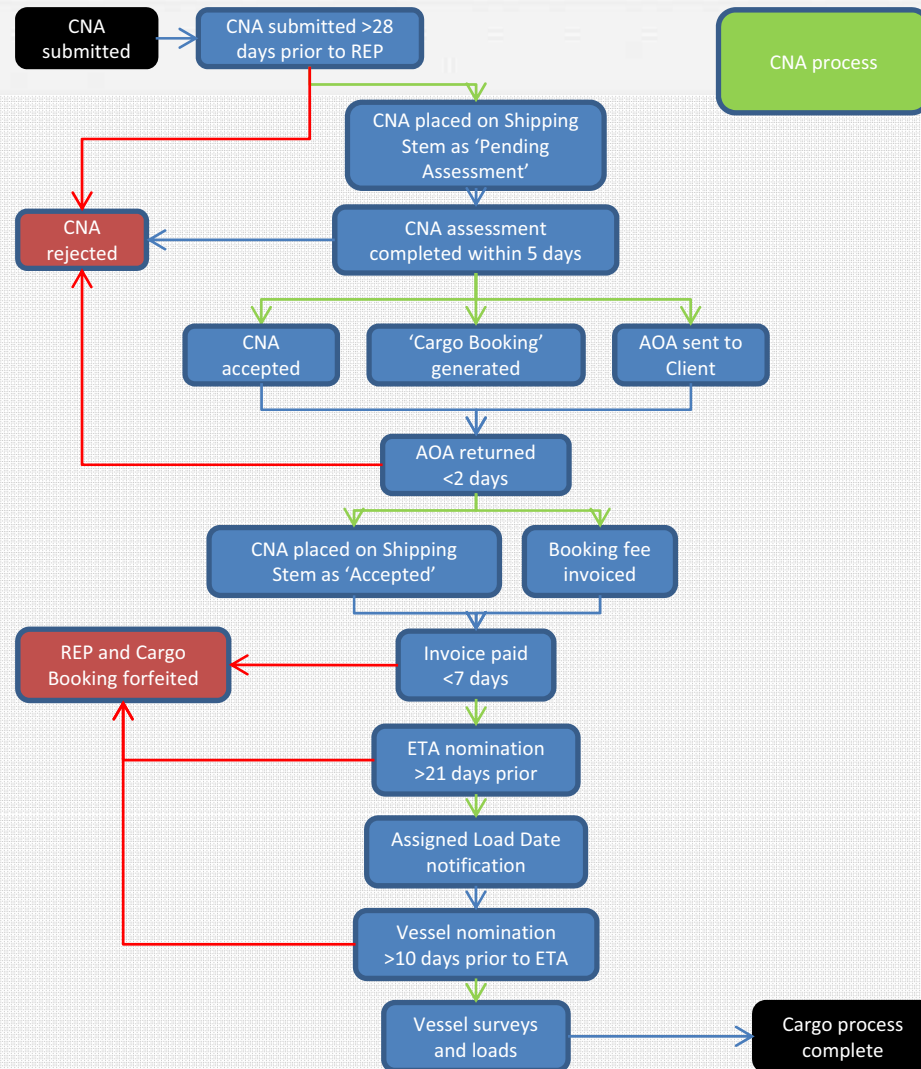 CNA
submitted
CNA submitted >28
days prior to REP
CNA process
CNA placed on Shipping
Stem as ‘Pending
Assessment’
CNA
rejected
CNA assessment
completed within 5 days
CNA
accepted
‘Cargo Booking’
generated
AOA sent to
Client
AOA returned
<2 days
CNA placed on Shipping
Stem as ‘Accepted’
Booking fee
invoiced
REP and Cargo
Booking forfeited
Invoice paid
<7 days
ETA nomination
>21 days prior
Assigned Load Date
notification
Vessel nomination
>10 days prior to ETA
Vessel surveys
and loads
Cargo process
complete